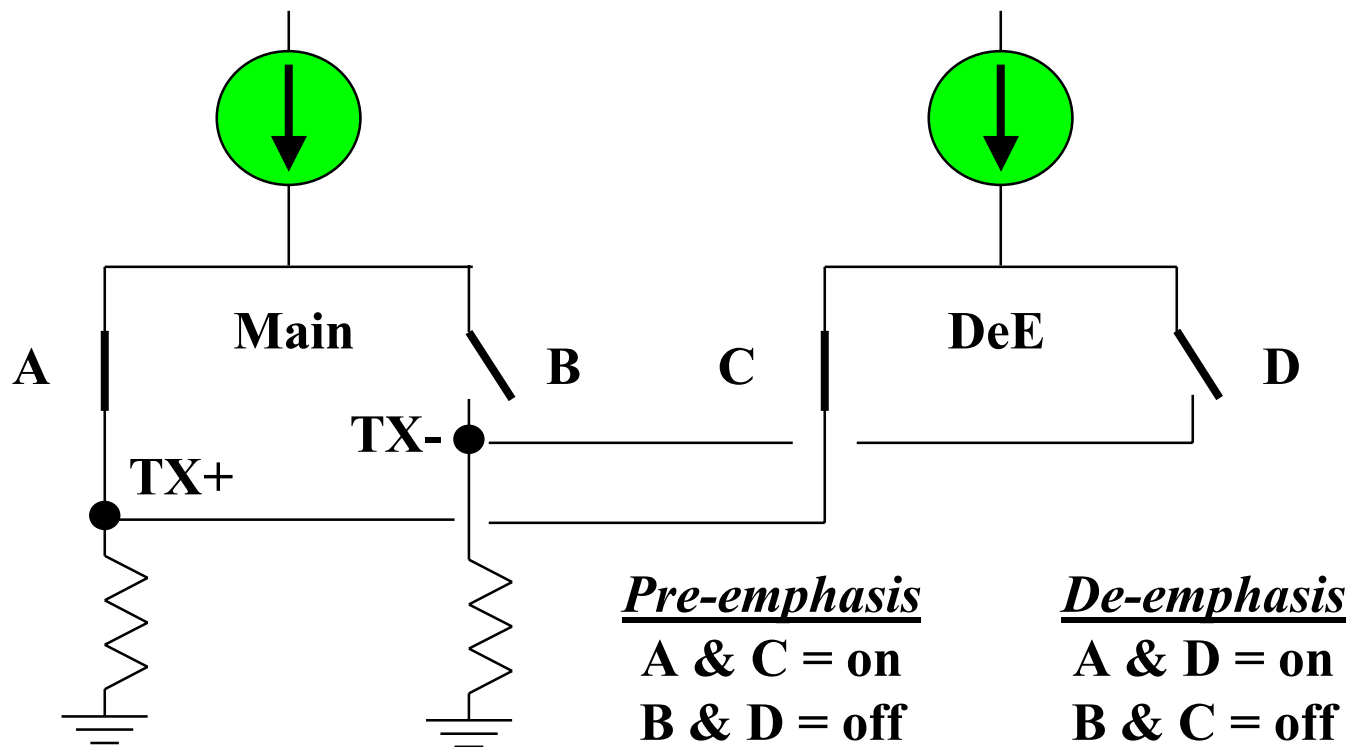 Main
DeE
A
B
C
D
TX-
TX+
Pre-emphasis
A & C = on
B & D = off
De-emphasis
A & D = on
B & C = off